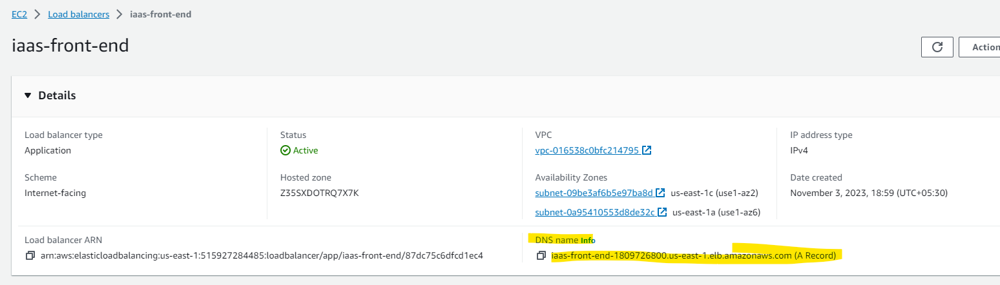 EC2 > Load balancers > iaas-front-end
iaas-front-end
Action
Details
Load balancer type
Application
Status
Active
VPC
vpc-016538c0bfc214795
IP address type
IPv4
Scheme
Internet-facing
Hosted zone
Z35SXDOTRQ7X7K
Availability Zones
subnet-09be3af6b5e97ba8d us-east-1c (use1-az2)
subnet-0a95410553d8de32c us-east-1a (use1-az6)
Date created
November 3, 2023, 18:59 (UTC+05:30)
Load balancer ARN
arn:aws:elasticloadbalancing:us-east-1:515927284485:loadbalancer/app/iaas-front-end/87dc75c6dfcd1ec4
DNS name Info
iaas-front-end-1809726800.us-east-1.elb.amazonaws.com (A Record)